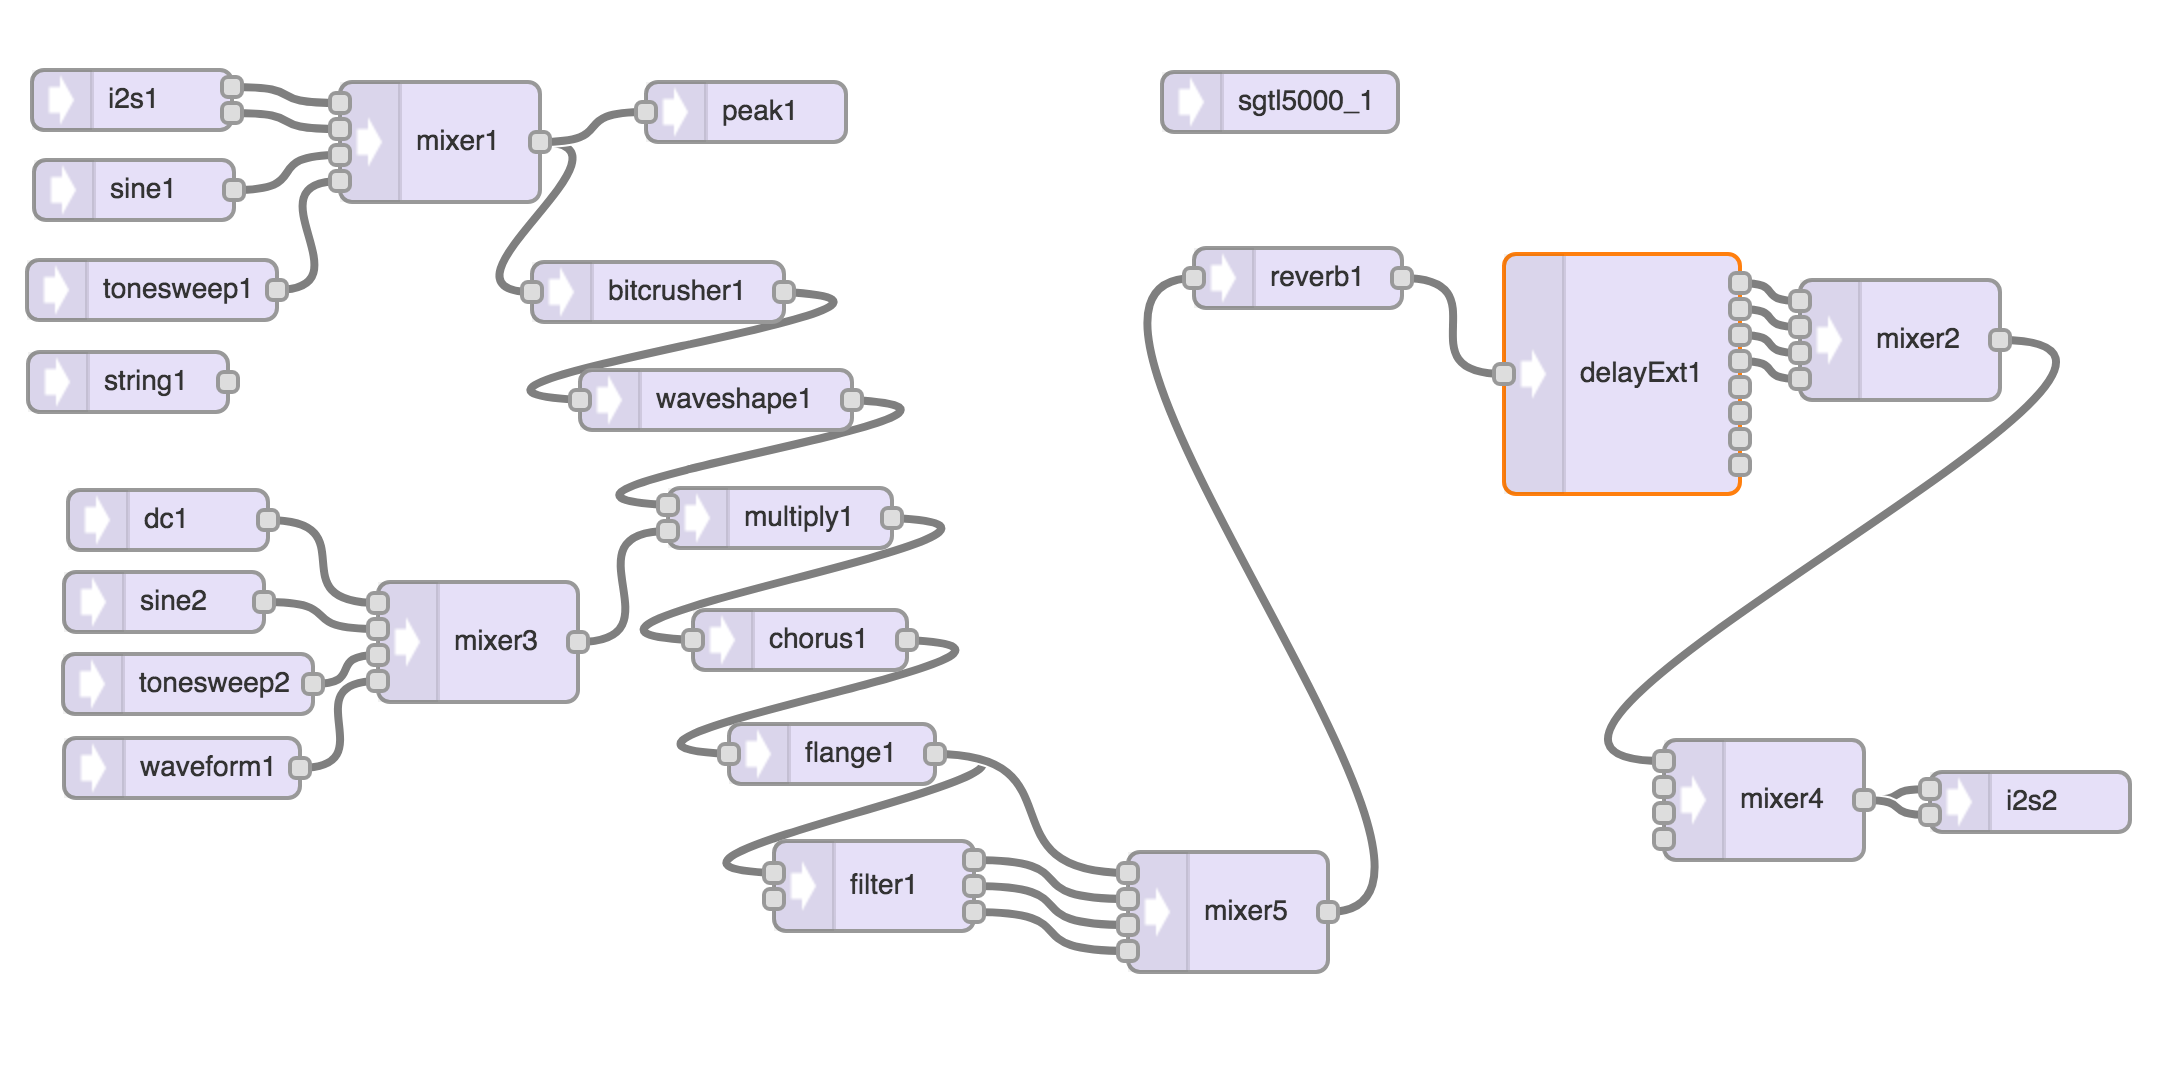 i2s1
mixer1
peak1
sgtl5000_1
sine1
tonesweep1
bitcrusher1
reverb1
delayExt1
mixer2
string1
waveshape1
dc1
multiply1
sine2
mixer3
chorus1
tonesweep2
waveform1
flange1
mixer4
i2s2
filter1
mixer5